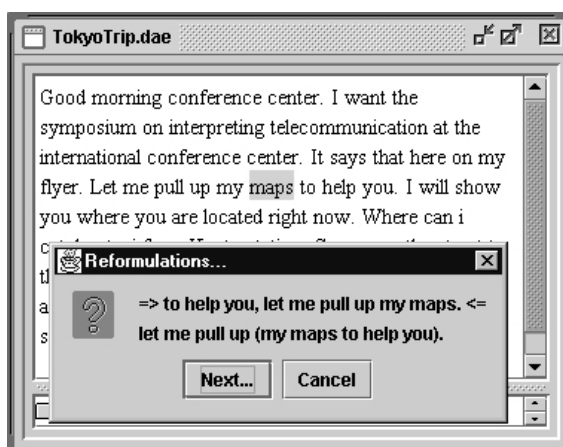 TokyoTrip.dae
Good morning conference center. I want the
symposium on interpreting telecommunication at the
international conference center. It says that here on my
flyer. Let me pull up my maps to help you. I will show
you where you are located right now. Where can i
Reformulations...
=> to help you, let me pull up my maps. <=
let me pull up (my maps to help you).
Next... Cancel